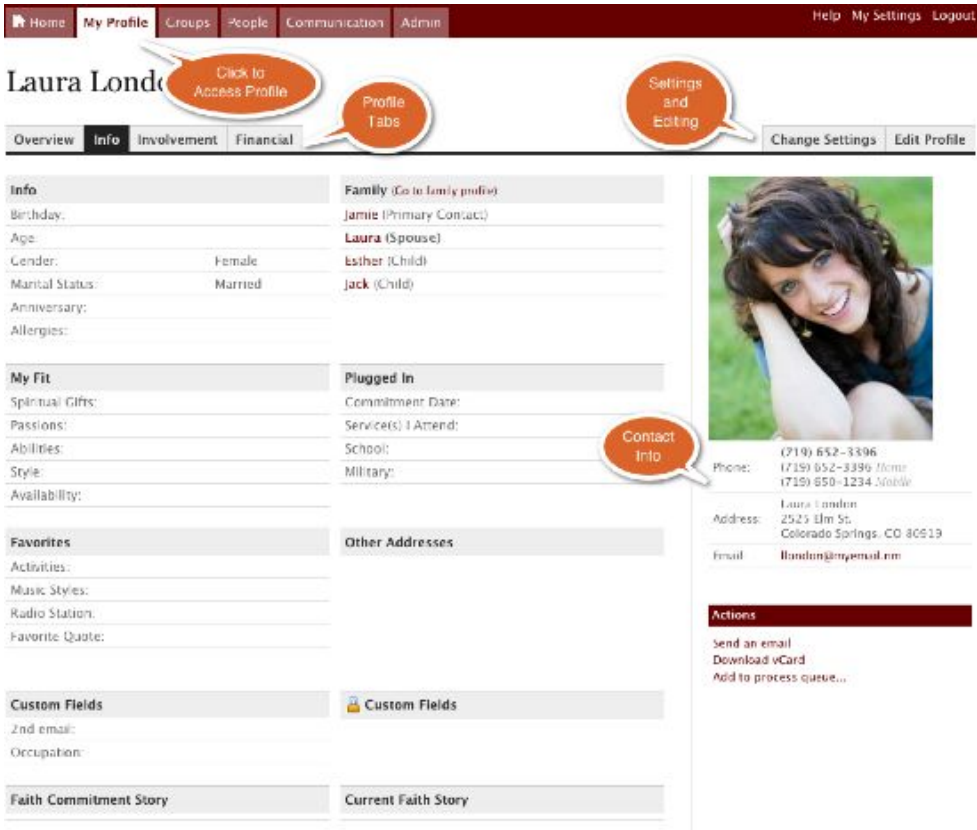 Home My Profile Groups People Communication Admin Help My Settings Logout
Laura Londo
Click to
Access Profile
Profile
Tabs
Settings
and
Editing
Overview Info Involvement Financial Change Settings Edit Profile
Info
Birthday:
Age:
Gender: Female
Marital Status: Married
Anniversary:
Allergies:
Family (Go to family profile)
Jamie (Primary Contact)
Laura (Spouse)
Esther (Child)
Jack (Child)
My Fit
Spiritual Gifts:
Passions:
Abilities:
Style:
Availability:
Plugged In
Commitment Date:
Service(s) I Attend:
School:
Military:
Favorites
Activities:
Music Styles:
Radio Station:
Favorite Quote:
Other Addresses
Custom Fields
2nd email:
Occupation:
Custom Fields
Faith Commitment Story
Current Faith Story
Contact
Info
(719) 652-3396
Phone: (719) 652-3396 Home
(719) 650-1234 Mobile
Laura London
Address: 2525 Elm St.
Colorado Springs, CO 80919
Email llondon@myemail.nm
Actions
Send an email
Download vCard
Add to process queue...